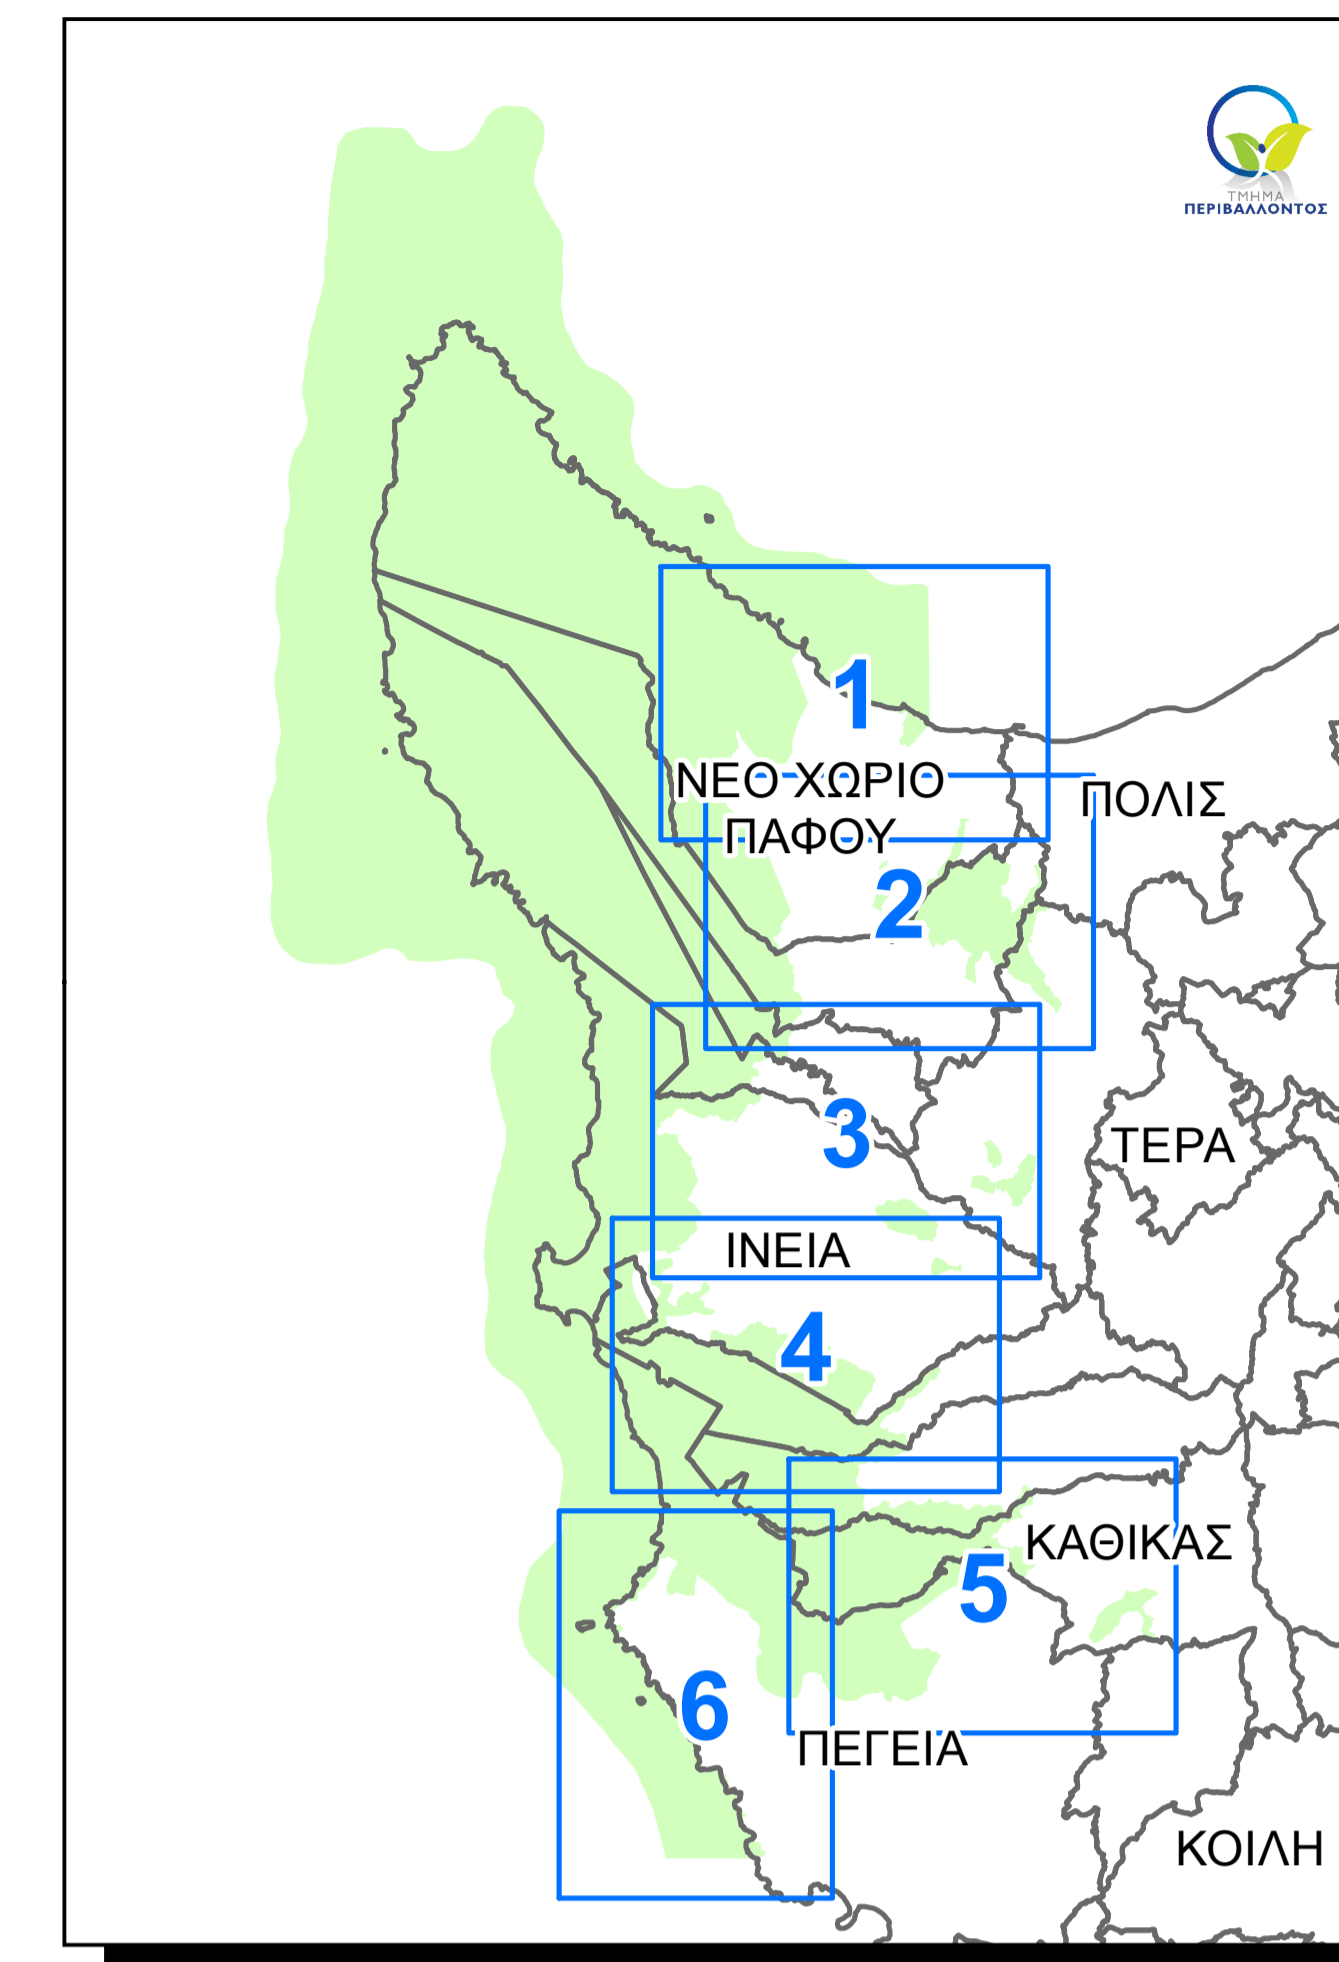 ΤΜΗΜΑ
ΠΕΡΙΒΑΛΛΟΝΤΟΣ
1
ΝΕΟ ΧΩΡΙΟ
ΠΑΦΟΥ
ΠΟΛΙΣ
2
3
ΤΕΡΑ
ΙΝΕΙΑ
4
ΚΑΘΙΚΑΣ
5
6
ΠΕΓΕΙΑ
ΚΟΙΛΗ